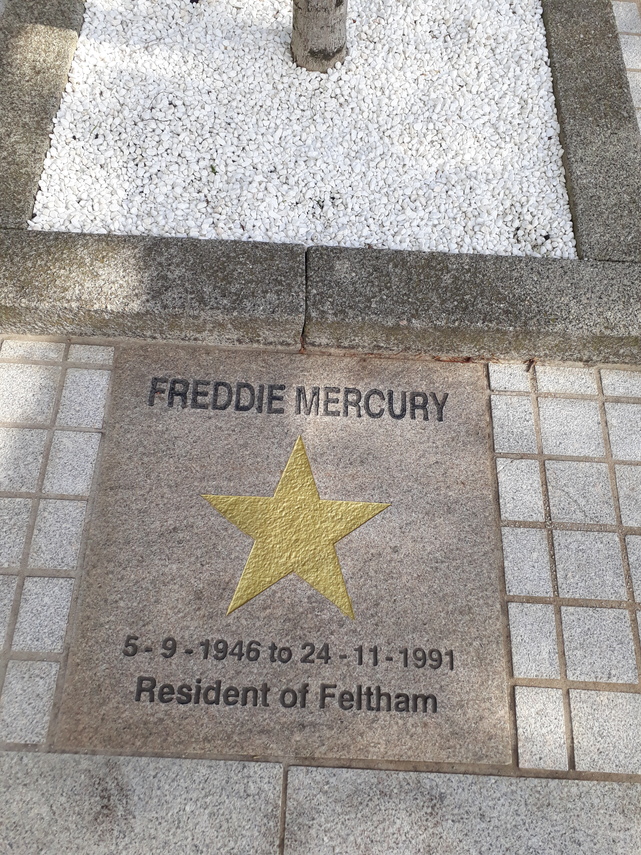 FREDDIE MERCURY
5-9-1946 to 24-11-1991
Resident of Feltham